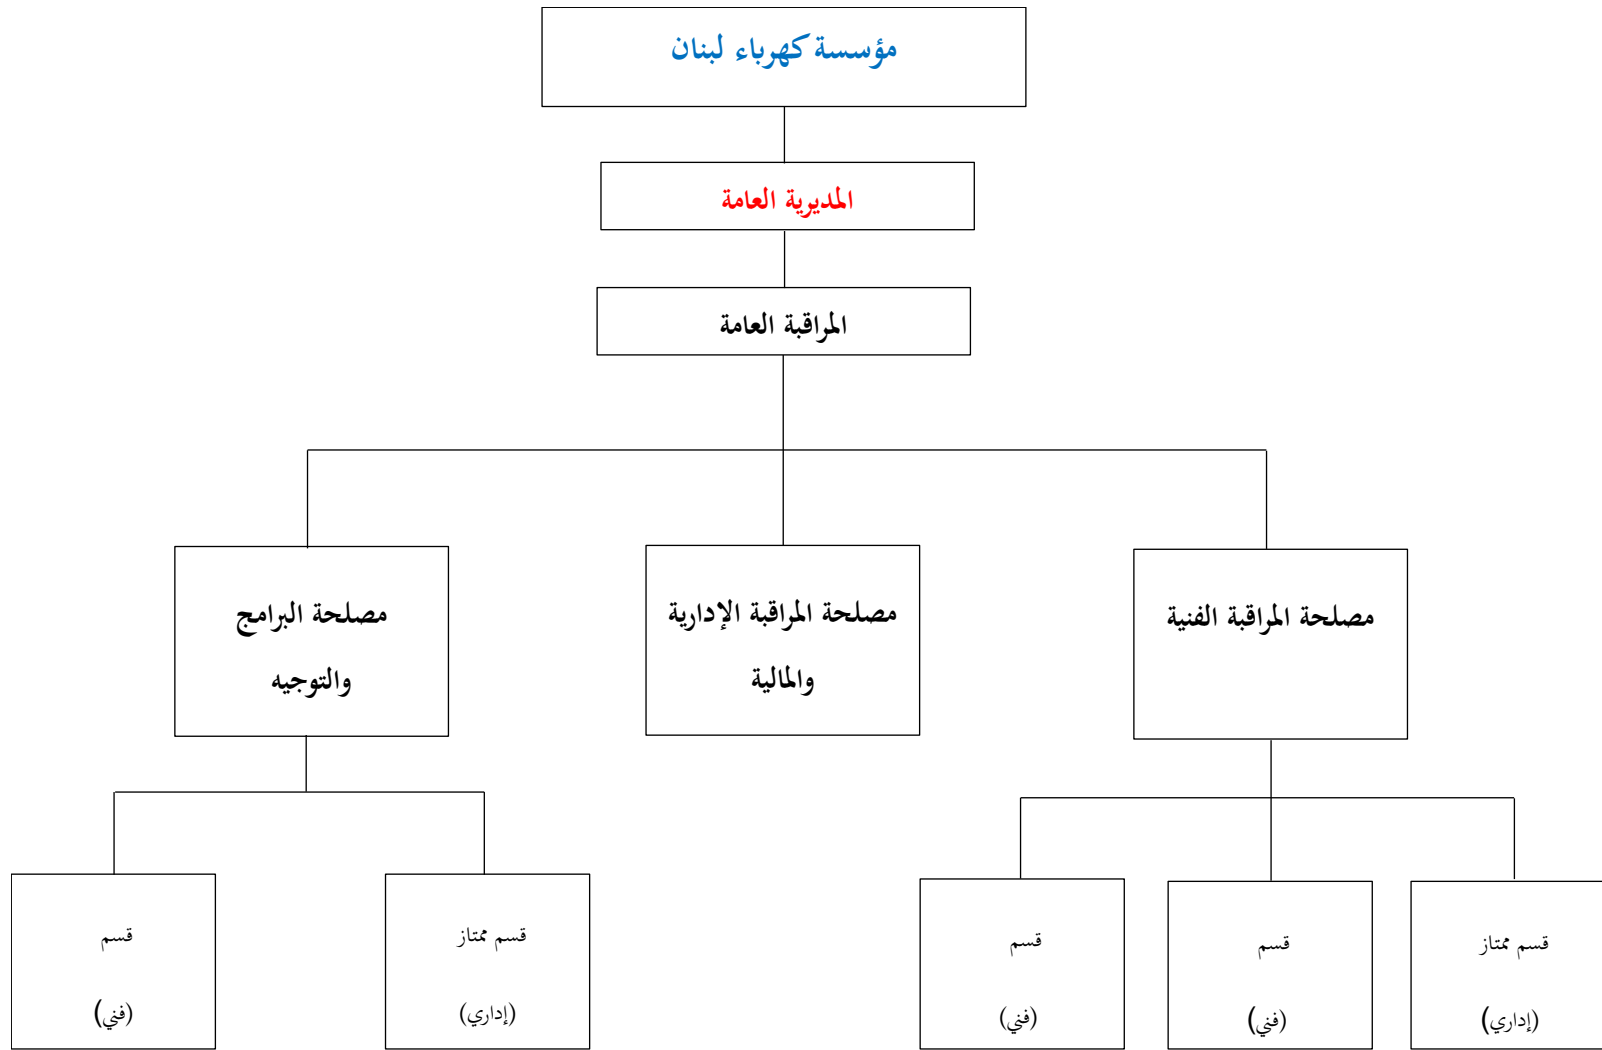 مؤسسة كهرباء لبنان
المديرية العامة
المراقبة العامة
مصلحة المراقبة الفنية
مصلحة المراقبة الإدارية
والمالية
مصلحة البرامج
والتوجيه
قسم ممتاز
(إداري)
قسم
(فني)
قسم
(فني)
قسم ممتاز
(إداري)
قسم
(فني)